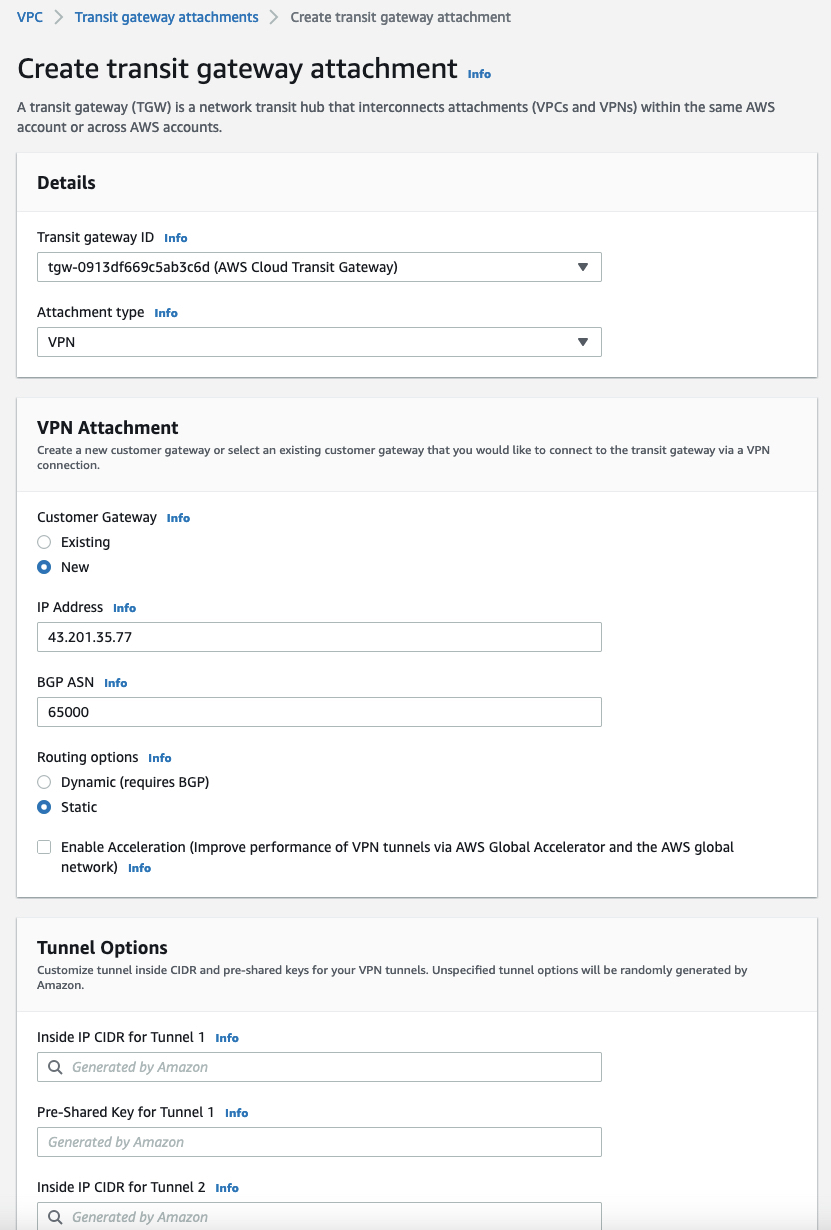 VPC > Transit gateway attachments > Create transit gateway attachment
Create transit gateway attachment Info
A transit gateway (TGW) is a network transit hub that interconnects attachments (VPCs and VPNs) within the same AWS
account or across AWS accounts.
Details
Transit gateway ID Info
tgw-0913df669c5ab3c6d (AWS Cloud Transit Gateway)
Attachment type Info
VPN
VPN Attachment
Create a new customer gateway or select an existing customer gateway that you would like to connect to the transit gateway via a VPN
connection.
Customer Gateway Info
Existing
New
IP Address Info
43.201.35.77
BGP ASN Info
65000
Routing options Info
Dynamic (requires BGP)
Static
Enable Acceleration (Improve performance of VPN tunnels via AWS Global Accelerator and the AWS global
network) Info
Tunnel Options
Customize tunnel inside CIDR and pre-shared keys for your VPN tunnels. Unspecified tunnel options will be randomly generated by
Amazon.
Inside IP CIDR for Tunnel 1 Info
Generated by Amazon
Pre-Shared Key for Tunnel 1 Info
Generated by Amazon
Inside IP CIDR for Tunnel 2 Info
Generated by Amazon